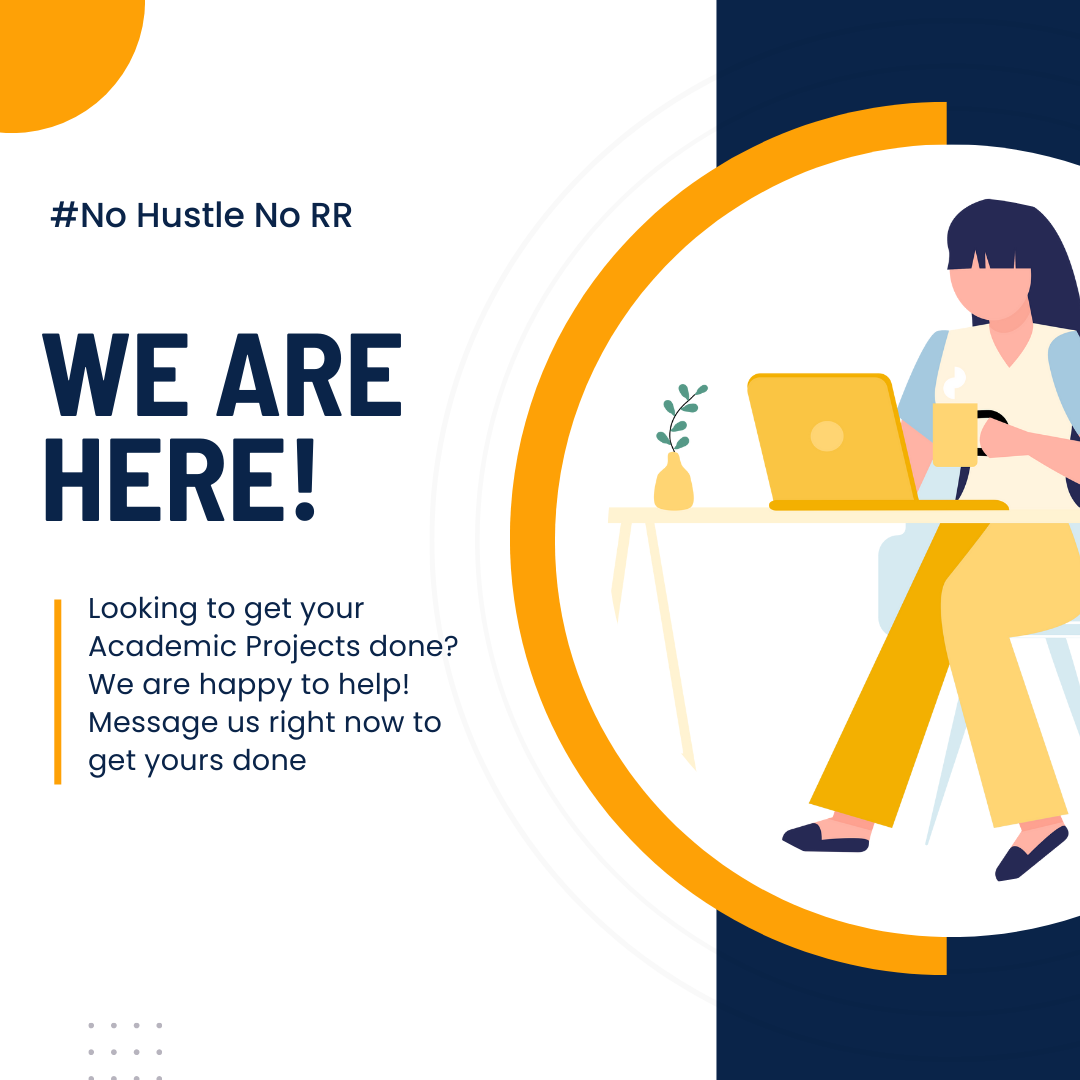 #No Hustle No RR
WE ARE
HERE!
Looking to get your
Academic Projects done?
We are happy to help!
Message us right now to
get yours done